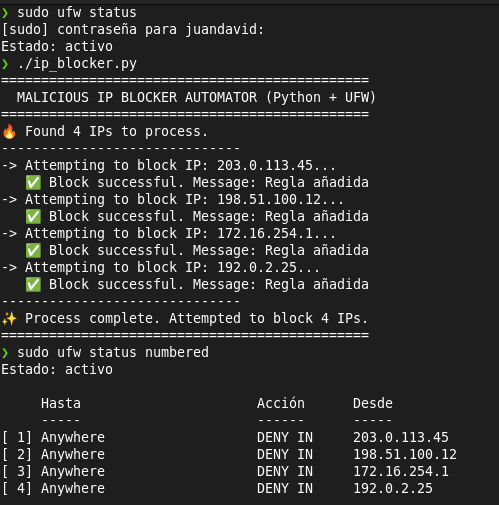 ❯ sudo ufw status
[sudo] contraseña para juandavid:
Estado: activo
❯ ./ip_blocker.py
==============================================
  MALICIOUS IP BLOCKER AUTOMATOR (Python + UFW)
==============================================
🔥 Found 4 IPs to process.
------------------------------
-> Attempting to block IP: 203.0.113.45...
   ✅ Block successful. Message: Regla añadida
-> Attempting to block IP: 198.51.100.12...
   ✅ Block successful. Message: Regla añadida
-> Attempting to block IP: 172.16.254.1...
   ✅ Block successful. Message: Regla añadida
-> Attempting to block IP: 192.0.2.25...
   ✅ Block successful. Message: Regla añadida
------------------------------
✨ Process complete. Attempted to block 4 IPs.
==============================================
❯ sudo ufw status numbered
Estado: activo

     Hasta                      Acción      Desde
     -----                      ------      -----
[ 1] Anywhere                   DENY IN     203.0.113.45
[ 2] Anywhere                   DENY IN     198.51.100.12
[ 3] Anywhere                   DENY IN     172.16.254.1
[ 4] Anywhere                   DENY IN     192.0.2.25